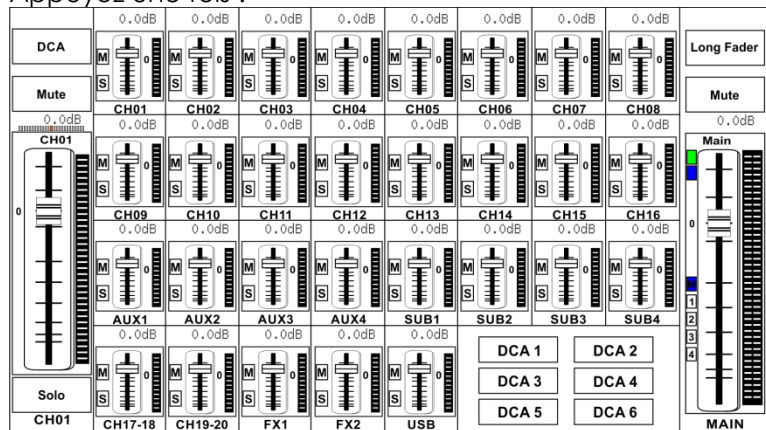 Appuyez une fois :
0.0dB 0.0dB 0.0dB 0.0dB 0.0dB 0.0dB 0.0dB 0.0dB
DCA
Long Fader
M 0 M 0 M 0 M 0 M 0 M 0 M 0 M 0
S S S S S S S S
Mute
Mute
CH01 CH02 CH03 CH04 CH05 CH06 CH07 CH08
0.0dB 0.0dB 0.0dB 0.0dB 0.0dB 0.0dB 0.0dB 0.0dB 0.0dB 0.0dB
CH01
Main
M 0 M 0 M 0 M 0 M 0 M 0 M 0 M 0
S S S S S S S S
0
0
CH09 CH10 CH11 CH12 CH13 CH14 CH15 CH16
0.0dB 0.0dB 0.0dB 0.0dB 0.0dB 0.0dB 0.0dB 0.0dB
M 0 M 0 M 0 M 0 M 0 M 0 M 0 M 0
S S S S S S S S
M
1
2
3
4
AUX1 AUX2 AUX3 AUX4 SUB1 SUB2 SUB3 SUB4
0.0dB 0.0dB 0.0dB 0.0dB 0.0dB
DCA 1 DCA 2
M 0 M 0 M 0 M 0 M 0
DCA 3 DCA 4
S S S S S
Solo
DCA 5 DCA 6
CH01 CH17-18 CH19-20 FX1 FX2 USB MAIN